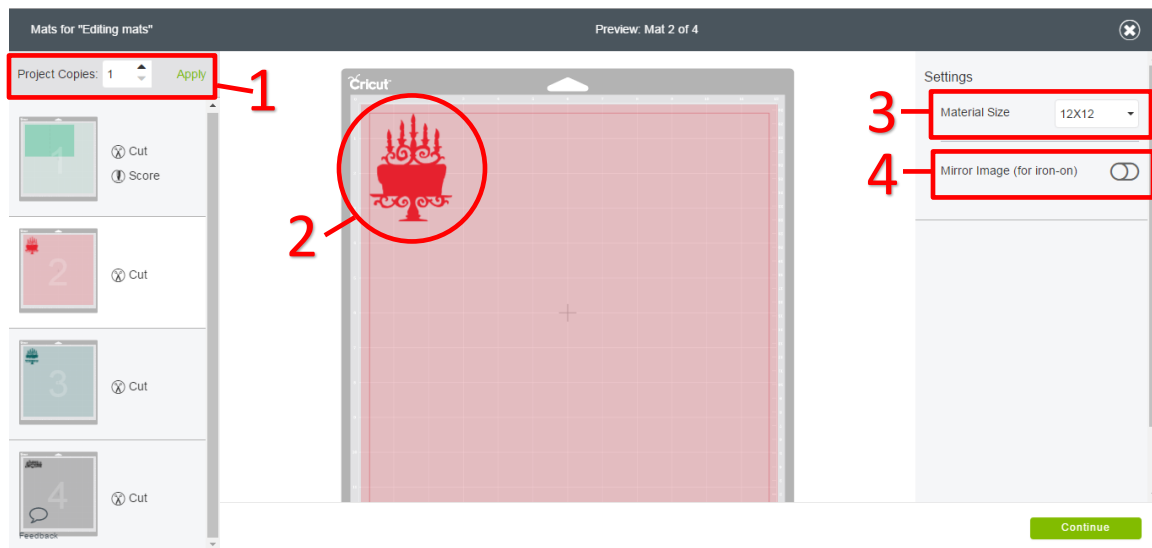 Mats for "Editing mats"
Preview: Mat 2 of 4
Project Copies: 1
Apply
1
1
Cut
Score
2
Cut
3
Cut
4
Cut
Feedback
Cricut
2
Settings
3
Material Size
12X12
4
Mirror Image (for iron-on)
Continue